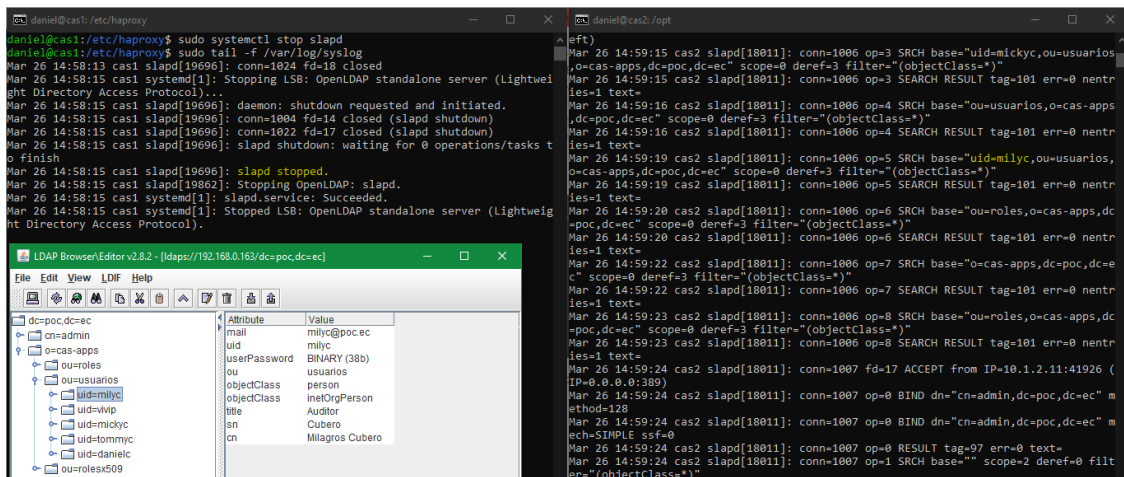 daniel@cas1: /etc/haproxy
daniel@cas1:/etc/haproxy$ sudo systemctl stop slapd
daniel@cas1:/etc/haproxy$ sudo tail -f /var/log/syslog
Mar 26 14:58:13 cas1 slapd[19696]: conn=1024 fd=18 closed
Mar 26 14:58:15 cas1 systemd[1]: Stopping LSB: OpenLDAP standalone server (Lightwei
ght Directory Access Protocol)...
Mar 26 14:58:15 cas1 slapd[19696]: daemon: shutdown requested and initiated.
Mar 26 14:58:15 cas1 slapd[19696]: conn=1004 fd=14 closed (slapd shutdown)
Mar 26 14:58:15 cas1 slapd[19696]: conn=1022 fd=17 closed (slapd shutdown)
Mar 26 14:58:15 cas1 slapd[19696]: slapd shutdown: waiting for 0 operations/tasks t
o finish
Mar 26 14:58:15 cas1 slapd[19696]: slapd stopped.
Mar 26 14:58:15 cas1 slapd[19862]: Stopping OpenLDAP: slapd.
Mar 26 14:58:15 cas1 systemd[1]: slapd.service: Succeeded.
Mar 26 14:58:15 cas1 systemd[1]: Stopped LSB: OpenLDAP standalone server (Lightweig
ht Directory Access Protocol).
LDAP Browser\Editor v2.8.2 - [ldaps://192.168.0.163/dc=poc,dc=ec]
File Edit View LDIF Help
dc=poc,dc=ec
cn=admin
o=cas-apps
ou=roles
ou=usuarios
uid=milyc
uid=vivip
uid=mickyc
uid=tommyc
uid=danielc
ou=rolesx509
Attribute Value
mail milyc@poc.ec
uid milyc
userPassword BINARY (38b)
ou usuarios
objectClass person
objectClass inetOrgPerson
title Auditor
sn Cubero
cn Milagros Cubero
daniel@cas2: /opt
eft)
Mar 26 14:59:15 cas2 slapd[18011]: conn=1006 op=3 SRCH base="uid=mickyc,ou=usuarios
,o=cas-apps,dc=poc,dc=ec" scope=0 deref=3 filter="(objectClass=*)"
Mar 26 14:59:15 cas2 slapd[18011]: conn=1006 op=3 SEARCH RESULT tag=101 err=0 nentr
ies=1 text=
Mar 26 14:59:16 cas2 slapd[18011]: conn=1006 op=4 SRCH base="ou=usuarios,o=cas-apps
,dc=poc,dc=ec" scope=0 deref=3 filter="(objectClass=*)"
Mar 26 14:59:16 cas2 slapd[18011]: conn=1006 op=4 SEARCH RESULT tag=101 err=0 nentr
ies=1 text=
Mar 26 14:59:19 cas2 slapd[18011]: conn=1006 op=5 SRCH base="uid=milyc,ou=usuarios,
o=cas-apps,dc=poc,dc=ec" scope=0 deref=3 filter="(objectClass=*)"
Mar 26 14:59:19 cas2 slapd[18011]: conn=1006 op=5 SEARCH RESULT tag=101 err=0 nentr
ies=1 text=
Mar 26 14:59:20 cas2 slapd[18011]: conn=1006 op=6 SRCH base="ou=roles,o=cas-apps,dc
=poc,dc=ec" scope=0 deref=3 filter="(objectClass=*)"
Mar 26 14:59:20 cas2 slapd[18011]: conn=1006 op=6 SEARCH RESULT tag=101 err=0 nentr
ies=1 text=
Mar 26 14:59:22 cas2 slapd[18011]: conn=1006 op=7 SRCH base="o=cas-apps,dc=poc,dc=e
c" scope=0 deref=3 filter="(objectClass=*)"
Mar 26 14:59:22 cas2 slapd[18011]: conn=1006 op=7 SEARCH RESULT tag=101 err=0 nentr
ies=1 text=
Mar 26 14:59:23 cas2 slapd[18011]: conn=1006 op=8 SRCH base="ou=roles,o=cas-apps,dc
=poc,dc=ec" scope=0 deref=3 filter="(objectClass=*)"
Mar 26 14:59:23 cas2 slapd[18011]: conn=1006 op=8 SEARCH RESULT tag=101 err=0 nentr
ies=1 text=
Mar 26 14:59:24 cas2 slapd[18011]: conn=1007 fd=17 ACCEPT from IP=10.1.2.11:41926 (
IP=0.0.0.0:389)
Mar 26 14:59:24 cas2 slapd[18011]: conn=1007 op=0 BIND dn="cn=admin,dc=poc,dc=ec" m
ethod=128
Mar 26 14:59:24 cas2 slapd[18011]: conn=1007 op=0 BIND dn="cn=admin,dc=poc,dc=ec" m
ech=SIMPLE ssf=0
Mar 26 14:59:24 cas2 slapd[18011]: conn=1007 op=0 RESULT tag=97 err=0 text=
Mar 26 14:59:24 cas2 slapd[18011]: conn=1007 op=1 SRCH base="" scope=2 deref=0 filt
er="(objectClass=*)"